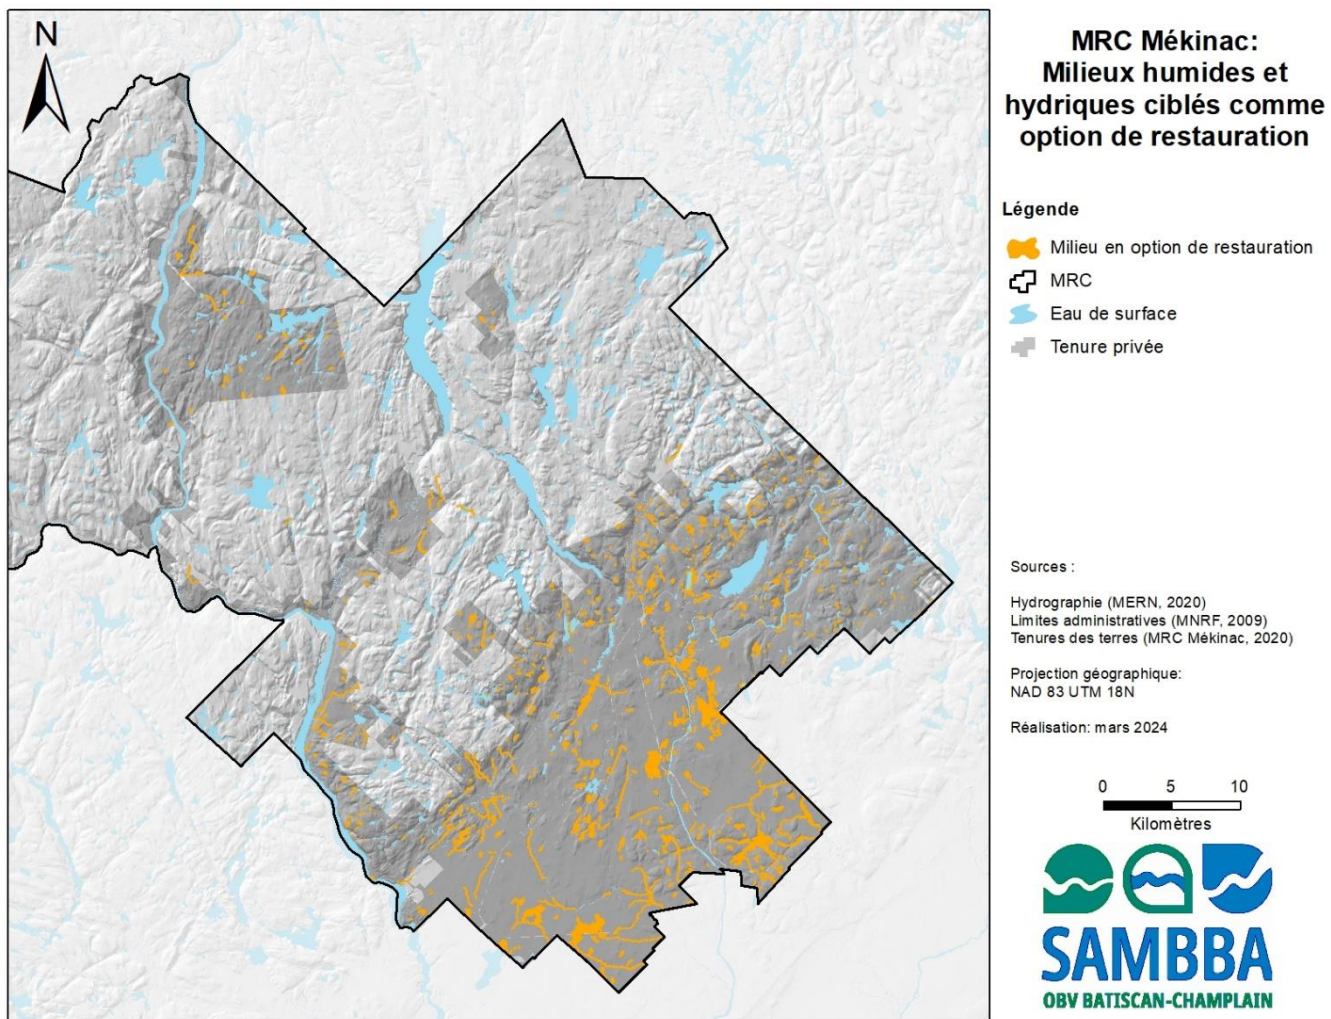 N
MRC Mékinac:
Milieux humides et
hydriques ciblés comme
option de restauration
Légende
Milieu en option de restauration
MRC
Eau de surface
Tenure privée
Sources :
Hydrographie (MERN, 2020)
Limites administratives (MNRF, 2009)
Tenures des terres (MRC Mékinac, 2020)
Projection géographique:
NAD 83 UTM 18N
Réalisation: mars 2024
0 5 10
Kilomètres
SAMBBA
OBV BATISCAN-CHAMPLAIN